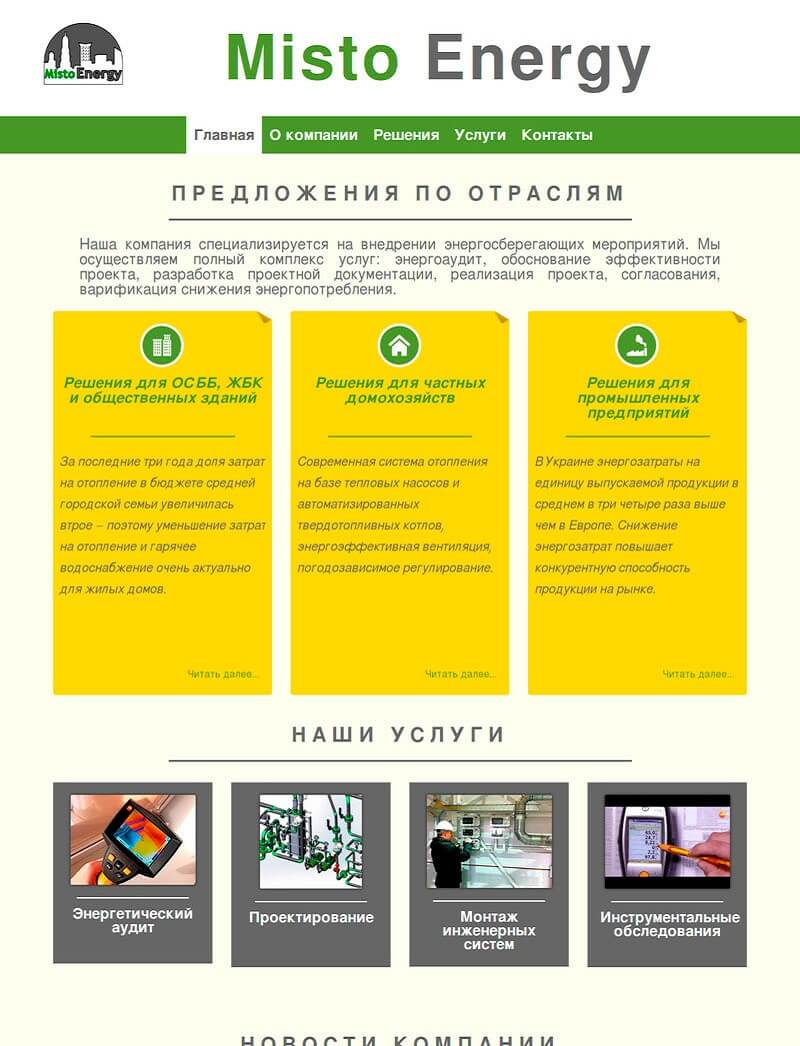 MistoEnergy
Misto Energy
Главная О компании Решения Услуги Контакты
ПРЕДЛОЖЕНИЯ ПО ОТРАСЛЯМ
Наша компания специализируется на внедрении энергосберегающих мероприятий. Мы
осуществляем полный комплекс услуг: энергоаудит, обоснование эффективности
проекта, разработка проектной документации, реализация проекта, согласования,
варификация снижения энергопотребления.
Решения для ОСББ, ЖБК
и общественных зданий
За последние три года доля затрат
на отопление в бюджете средней
городской семьи увеличилась
втрое – поэтому уменьшение затрат
на отопление и гарячее
водоснабжение очень актуально
для жилых домов.
Читать далее...
Решения для частных
домохозяйств
Современная система отопления
на базе тепловых насосов и
автоматизированных
твердотопливных котлов,
энергоэффективная вентиляция,
погодозависимое регулирование.
Читать далее...
Решения для
промышленных
предприятий
В Украине энергозатраты на
единицу выпускаемой продукции в
среднем в три четыре раза выше
чем в Европе. Снижение
энергозатрат повышает
конкурентную способность
продукции на рынке.
Читать далее...
НАШИ УСЛУГИ
Энергетический
аудит
Проектирование
Монтаж
инженерных
систем
Инструментальные
обследования
НОВОСТИ КОМПАНИИ